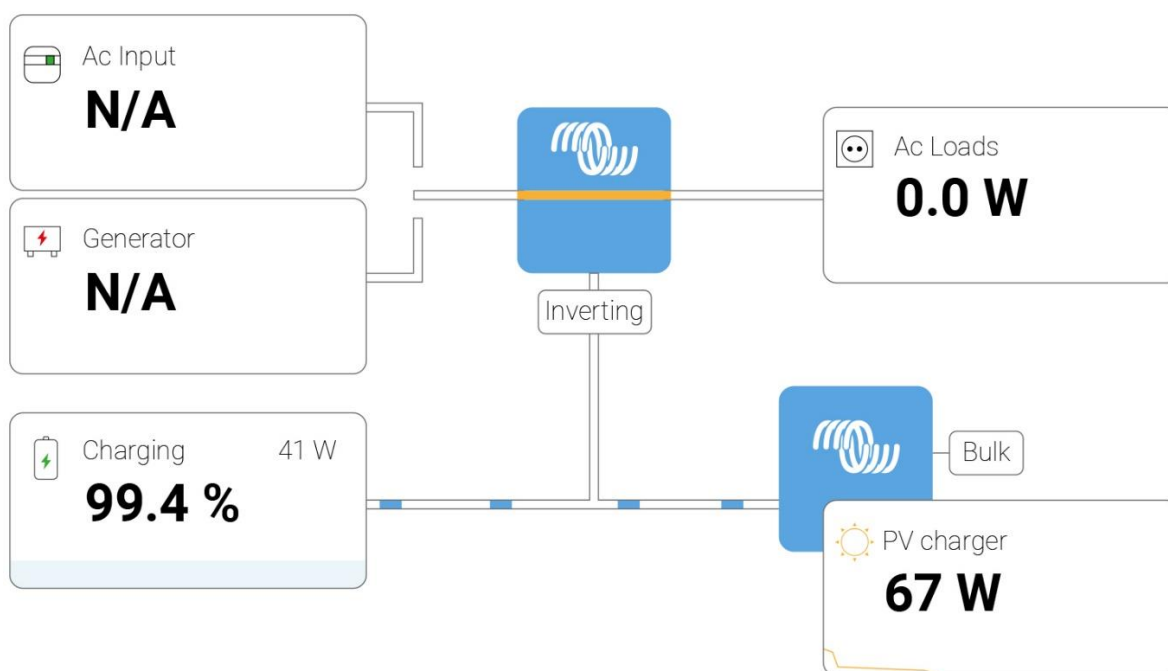 Ac Input
N/A
Ac Loads
0.0 W
Generator
N/A
Inverting
Charging 41 W
99.4 %
Bulk
PV charger
67 W